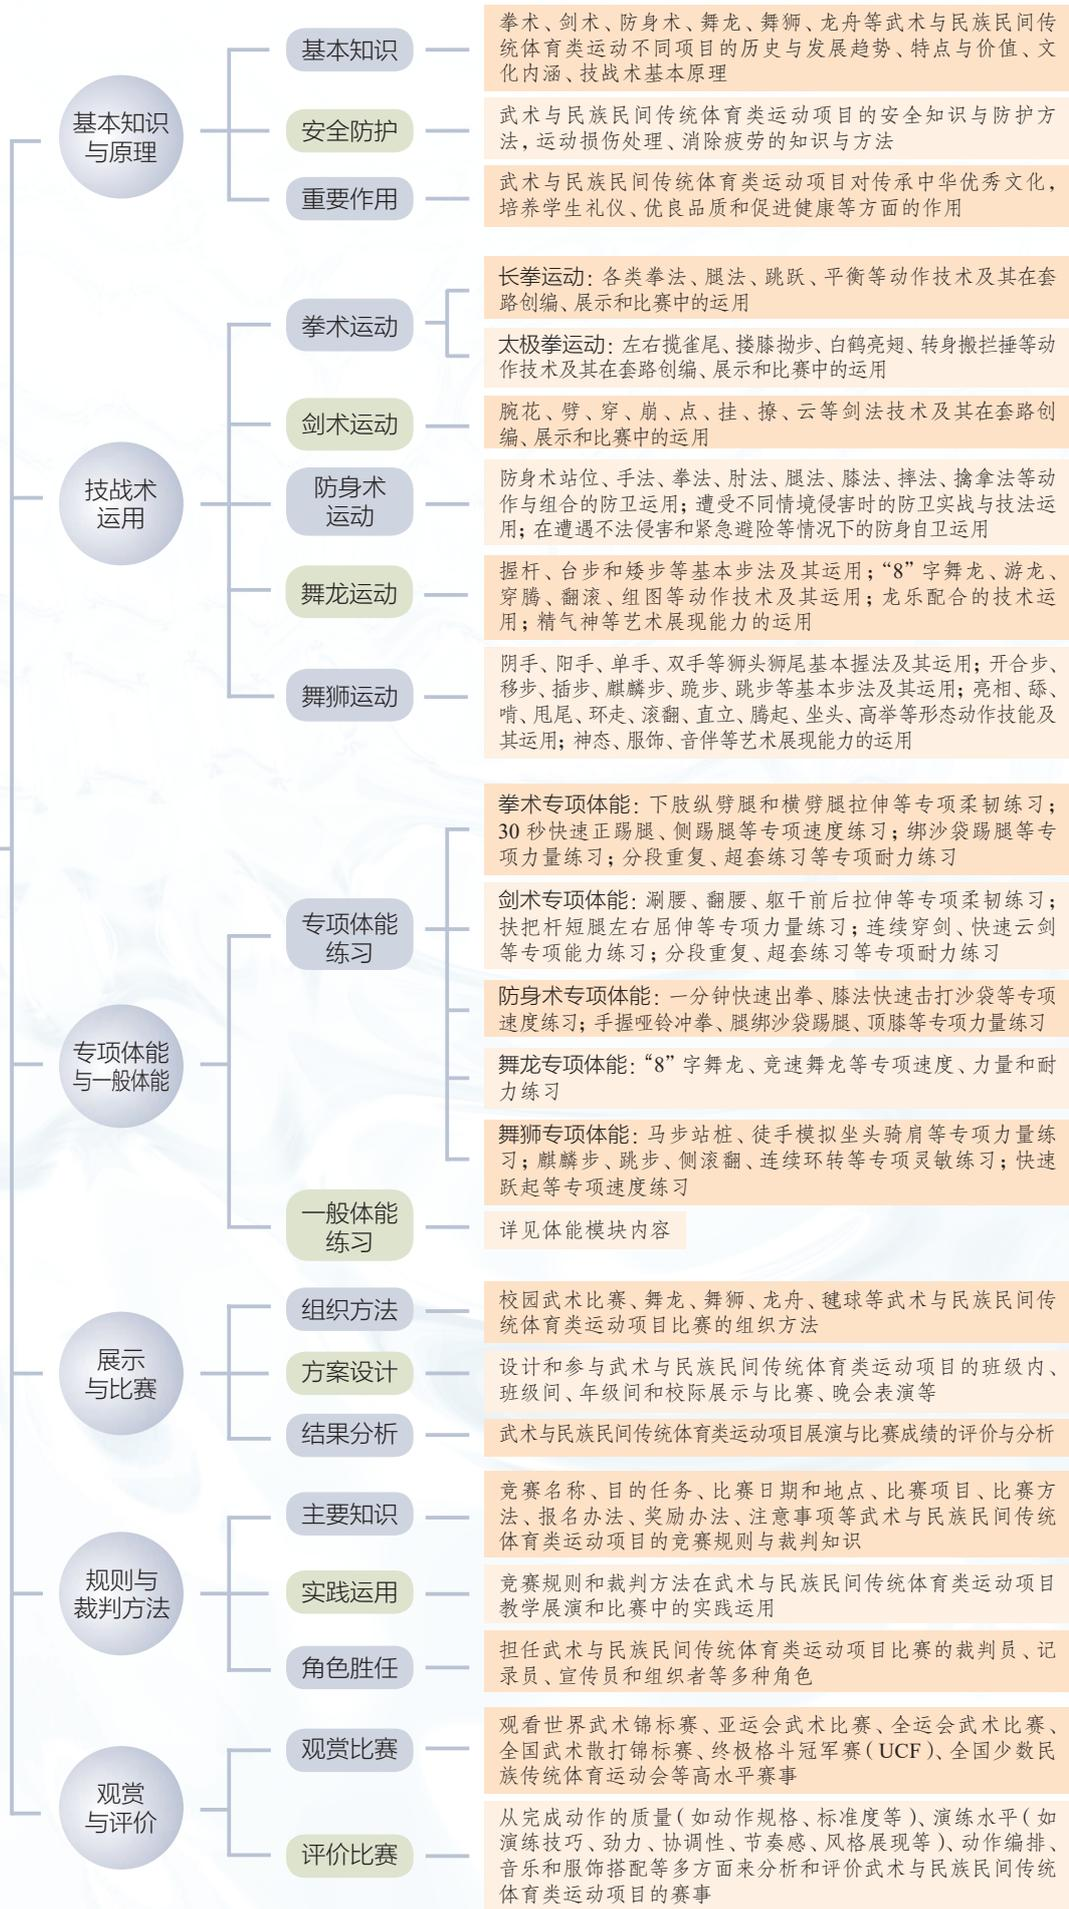 基本知识
与原理
基本知识
拳术、剑术、防身术、舞龙、舞狮、龙舟等武术与民族民间传
统体育类运动不同项目的历史与发展趋势、特点与价值、文
化内涵、技战术基本原理
安全防护
武术与民族民间传统体育类运动项目的安全知识与防护方
法，运动损伤处理、消除疲劳的知识与方法
重要作用
武术与民族民间传统体育类运动项目对传承中华优秀文化，
培养学生礼仪、优良品质和促进健康等方面的作用
技战术
运用
拳术运动
长拳运动：各类拳法、腿法、跳跃、平衡等动作技术及其在套
路创编、展示和比赛中的运用
太极拳运动：左右揽雀尾、搂膝拗步、白鹤亮翅、转身搬拦捶等动
作技术及其在套路创编、展示和比赛中的运用
剑术运动
腕花、劈、穿、崩、点、挂、撩、云等剑法技术及其在套路创
编、展示和比赛中的运用
防身术
运动
防身术站位、手法、拳法、肘法、腿法、膝法、摔法、擒拿法等动
作与组合的防卫运用；遭受不同情境侵害时的防卫实战与技法运
用；在遭遇不法侵害和紧急避险等情况下的防身自卫运用
舞龙运动
握杆、台步和矮步等基本步法及其运用；“8”字舞龙、游龙、
穿腾、翻滚、组图等动作技术及其运用；龙乐配合的技术运
用；精气神等艺术展现能力的运用
舞狮运动
阴手、阳手、单手、双手等狮头狮尾基本握法及其运用；开合步、
移步、插步、麒麟步、跪步、跳步等基本步法及其运用；亮相、舔、
啃、甩尾、环走、滚翻、直立、腾起、坐头、高举等形态动作技能及
其运用；神态、服饰、音伴等艺术展现能力的运用
专项体能
与一般体能
专项体能
练习
拳术专项体能：下肢纵劈腿和横劈腿拉伸等专项柔韧练习；
30 秒快速正踢腿、侧踢腿等专项速度练习；绑沙袋踢腿等专
项力量练习；分段重复、超套练习等专项耐力练习
剑术专项体能：涮腰、翻腰、躯干前后拉伸等专项柔韧练习；
扶把杆短腿左右屈伸等专项力量练习；连续穿剑、快速云剑
等专项能力练习；分段重复、超套练习等专项耐力练习
防身术专项体能：一分钟快速出拳、膝法快速击打沙袋等专项
速度练习；手握哑铃冲拳、腿绑沙袋踢腿、顶膝等专项力量练习
舞龙专项体能：“8”字舞龙、竞速舞龙等专项速度、力量和耐
力练习
舞狮专项体能：马步站桩、徒手模拟坐头骑肩等专项力量练
习；麒麟步、跳步、侧滚翻、连续环转等专项灵敏练习；快速
跃起等专项速度练习
一般体能
练习
详见体能模块内容
展示
与比赛
组织方法
校园武术比赛、舞龙、舞狮、龙舟、毽球等武术与民族民间传
统体育类运动项目比赛的组织方法
方案设计
设计和参与武术与民族民间传统体育类运动项目的班级内、
班级间、年级间和校际展示与比赛、晚会表演等
结果分析
武术与民族民间传统体育类运动项目展演与比赛成绩的评价与分析
规则与
裁判方法
主要知识
竞赛名称、目的任务、比赛日期和地点、比赛项目、比赛方
法、报名办法、奖励办法、注意事项等武术与民族民间传统
体育类运动项目的竞赛规则与裁判知识
实践运用
竞赛规则和裁判方法在武术与民族民间传统体育类运动项目
教学展演和比赛中的实践运用
角色胜任
担任武术与民族民间传统体育类运动项目比赛的裁判员、记
录员、宣传员和组织者等多种角色
观赏
与评价
观赏比赛
观看世界武术锦标赛、亚运会武术比赛、全运会武术比赛、
全国武术散打锦标赛、终极格斗冠军赛（UCF）、全国少数民
族传统体育运动会等高水平赛事
评价比赛
从完成动作的质量（如动作规格、标准度等）、演练水平（如
演练技巧、劲力、协调性、节奏感、风格展现等）、动作编排、
音乐和服饰搭配等多方面来分析和评价武术与民族民间传统
体育类运动项目的赛事